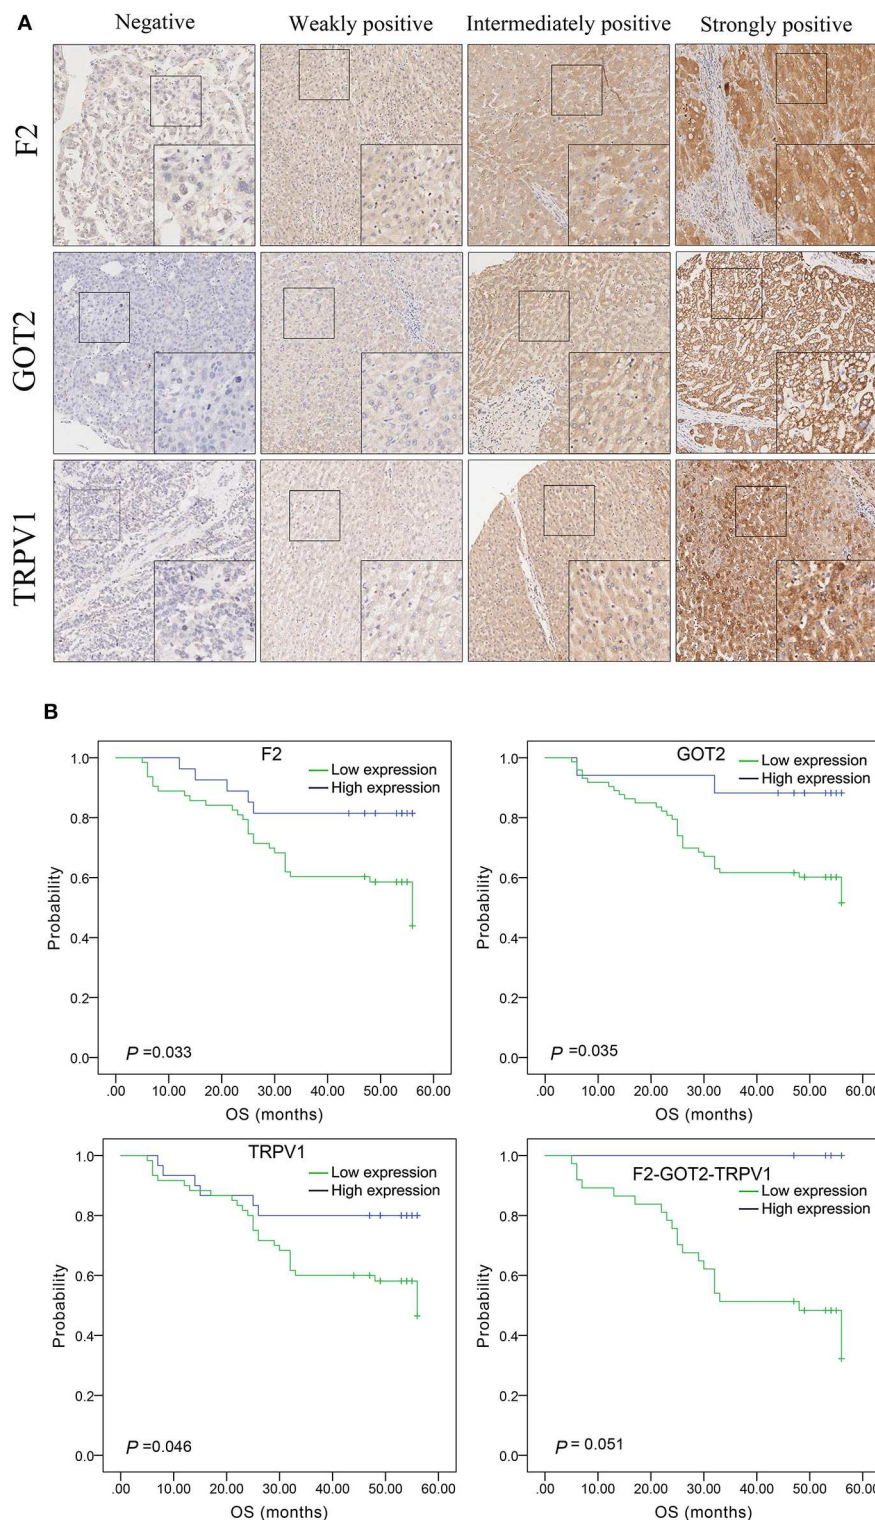 A
Negative
Weakly positive
Intermediately positive
Strongly positive
F2
GOT2
TRPV1
B
F2
Low expression
High expression
1.0
0.8
0.6
0.4
0.2
0.0
Probability
P =0.033
.00 10.00 20.00 30.00 40.00 50.00 60.00
OS (months)
GOT2
Low expression
High expression
1.0
0.8
0.6
0.4
0.2
0.0
Probability
P =0.035
.00 10.00 20.00 30.00 40.00 50.00 60.00
OS (months)
TRPV1
Low expression
High expression
1.0
0.8
0.6
0.4
0.2
0.0
Probability
P =0.046
.00 10.00 20.00 30.00 40.00 50.00 60.00
OS (months)
F2-GOT2-TRPV1
Low expression
High expression
1.0
0.8
0.6
0.4
0.2
0.0
Probability
P = 0.051
.00 10.00 20.00 30.00 40.00 50.00 60.00
OS (months)